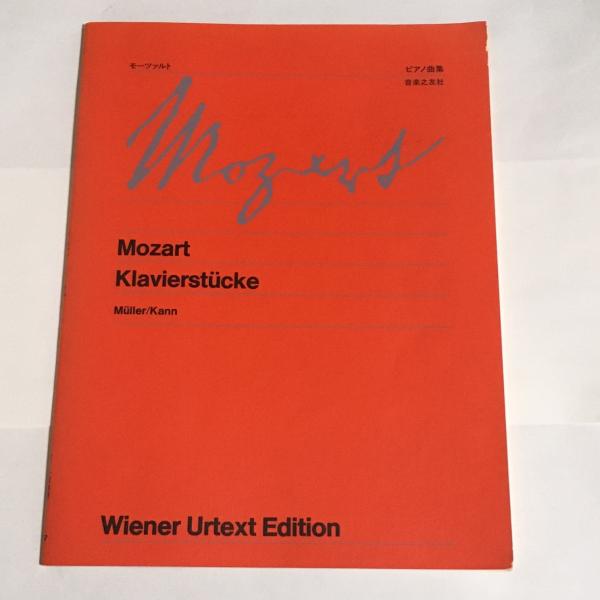 モーツァルト
ピアノ曲集
音楽之友社
Mozart
Mozart
Klavierstücke
Müller/Kann
Wiener Urtext Edition
7